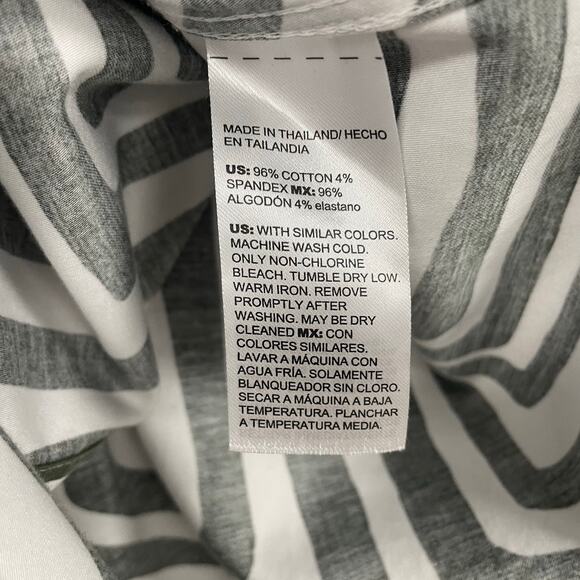 MADE IN THAILAND/ HECHO
EN TAILANDIA
US: 96% COTTON 4%
SPANDEX MX: 96%
ALGODÓN 4% elastano
US: WITH SIMILAR COLORS.
MACHINE WASH COLD.
ONLY NON-CHLORINE
BLEACH. TUMBLE DRY LOW.
WARM IRON. REMOVE
PROMPTLY AFTER
WASHING. MAY BE DRY
CLEANED MX: CON
COLORES SIMILARES,
LAVAR A MÁQUINA CON
AGUA FRÍA. SOLAMENTE
BLANQUEADOR SIN CLORO.
SECAR A MÁQUINA A BAJA
TEMPERATURA. PLANCHAR
A TEMPERATURA MEDIA.